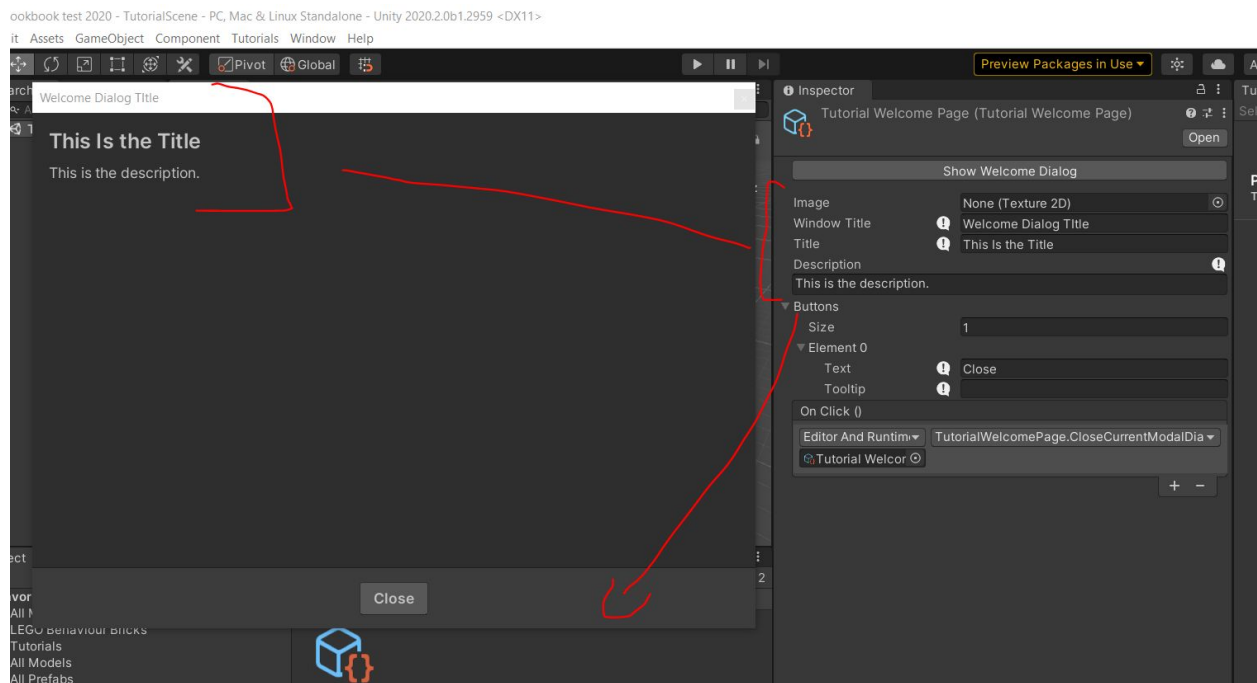 ookbook test 2020 - TutorialScene - PC, Mac & Linux Standalone - Unity 2020.2.0b1.2959 <DX11>
it Assets GameObject Component Tutorials Window Help
Pivot Global Preview Packages in Use
Welcome Dialog TItle
This Is the Title
This is the description.
Close
Inspector
Tutorial Welcome Page (Tutorial Welcome Page)
Open
Show Welcome Dialog
Image None (Texture 2D)
Window Title Welcome Dialog TItle
Title This Is the Title
Description
This is the description.
Buttons
Size 1
Element 0
Text Close
Tooltip
On Click ()
Editor And Runtim TutorialWelcomePage.CloseCurrentModalDia
Tutorial Welcor
+ -
2
LEGO Behaviour Bricks
Tutorials
All Models
All Prefabs